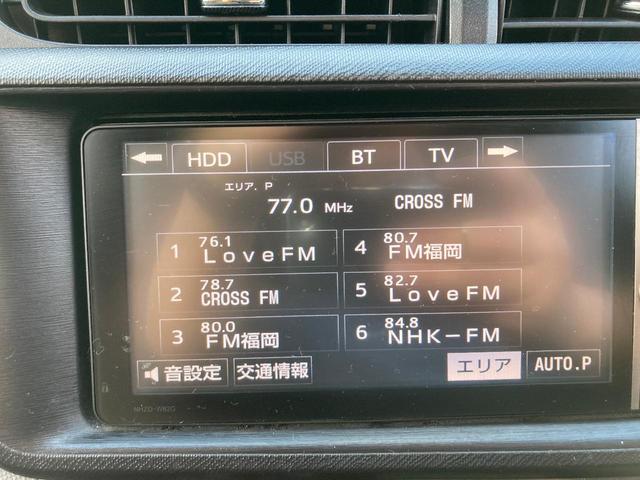 HDD USB BT TV
エリア. P
77.0 MHz CROSS FM
1 76.1 LoveFM
4 80.7 FM福岡
2 78.7 CROSS FM
5 82.7 LoveFM
3 80.0 FM福岡
6 84.8 NHK-FM
音設定 交通情報 エリア AUTO.P
NHZD-W62G